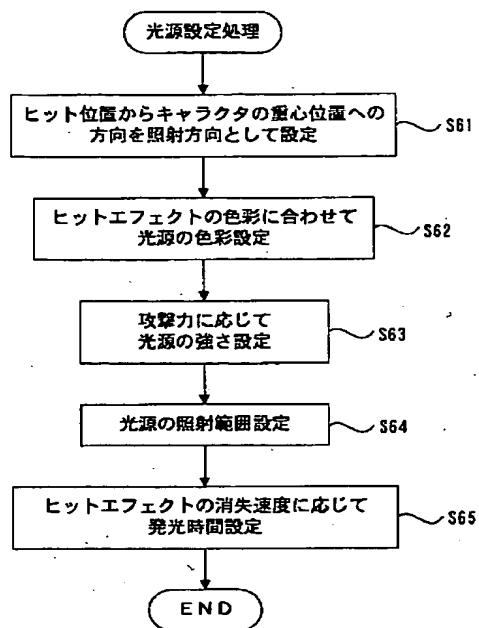 光源設定処理
ヒット位置からキャラクタの重心位置への
方向を照射方向として設定
S61
ヒットエフェクトの色彩に合わせて
光源の色彩設定
S62
攻撃力に応じて
光源の強さ設定
S63
光源の照射範囲設定
S64
ヒットエフェクトの消失速度に応じて
発光時間設定
S65
END